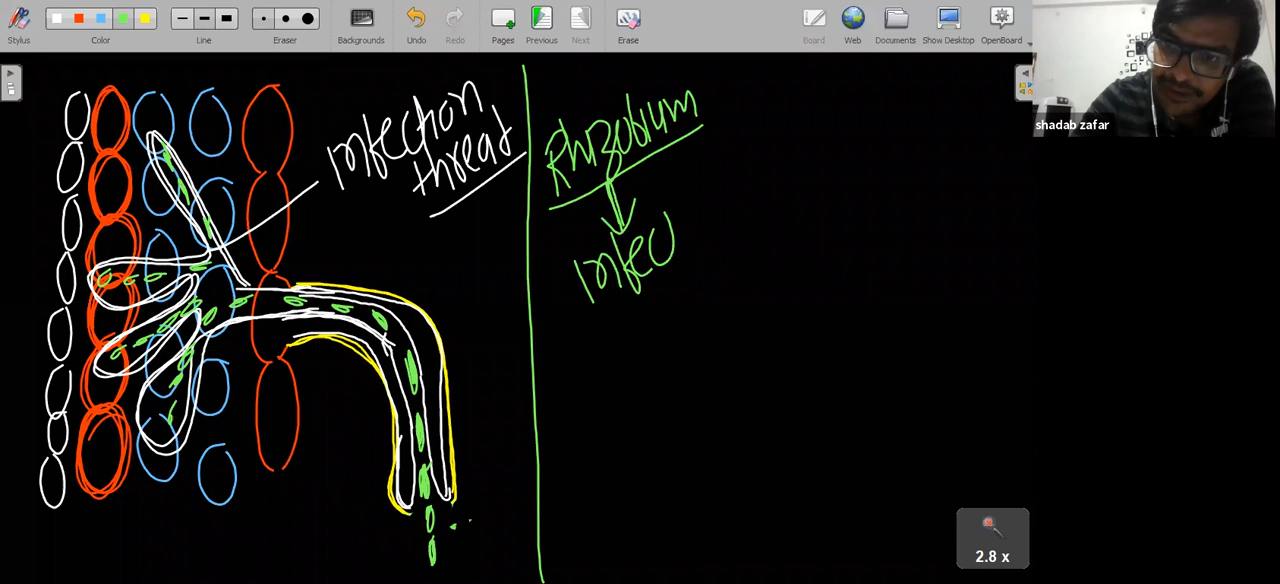 Stylus
Color
Line
Eraser
Backgrounds
Undo
Redo
Pages
Previous
Next
Erase
Board
Web
Documents
Show Desktop
OpenBoard
shadab zafar
Infection
threat
Rhizobium
Infec
2.8 x